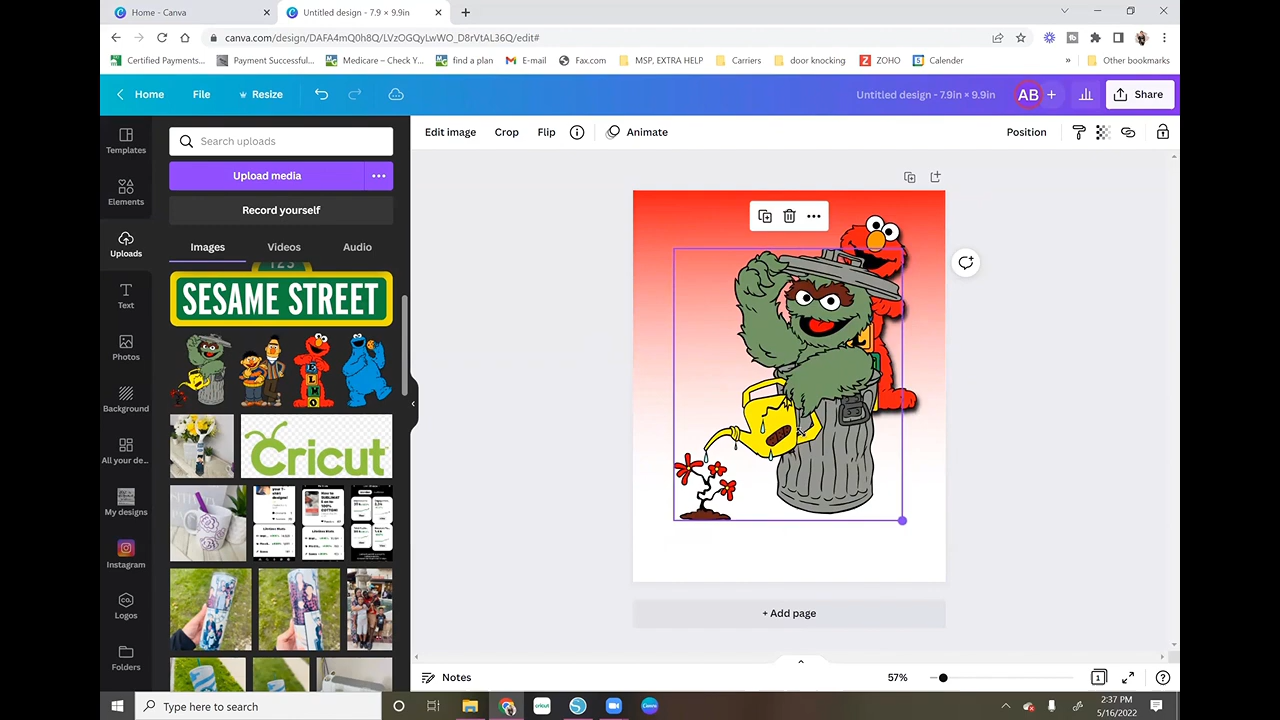 Home - Canva
Untitled design - 7.9 × 9.9in
canva.com/design/DAFA4mQ0h8Q/LVzOGQyLwWO_D8rVtAL36Q/edit#
Certified Payments...
Payment Successful...
Medicare – Check Y...
find a plan
E-mail
Fax.com
MSP, EXTRA HELP
Carriers
door knocking
ZOHO
Calender
»
Other bookmarks
Home
File
Resize
Untitled design - 7.9in × 9.9in
AB
+
Share
Templates
Elements
Uploads
Text
Photos
Background
All your de...
My designs
Instagram
Logos
Folders
Search uploads
Upload media
Record yourself
Images
Videos
Audio
123
SESAME STREET
Cricut
Edit image
Crop
Flip
Animate
Position
+ Add page
Notes
57%
1
Type here to search
cricut
2:37 PM
5/16/2022